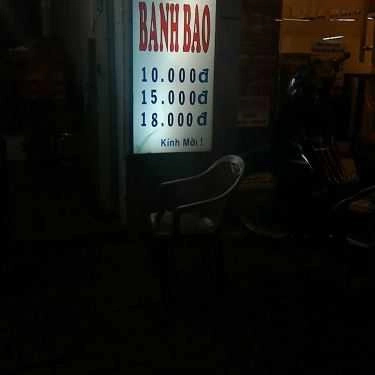 BANH BAO
10.000đ
15.000đ
18.000đ
Kính Mời !